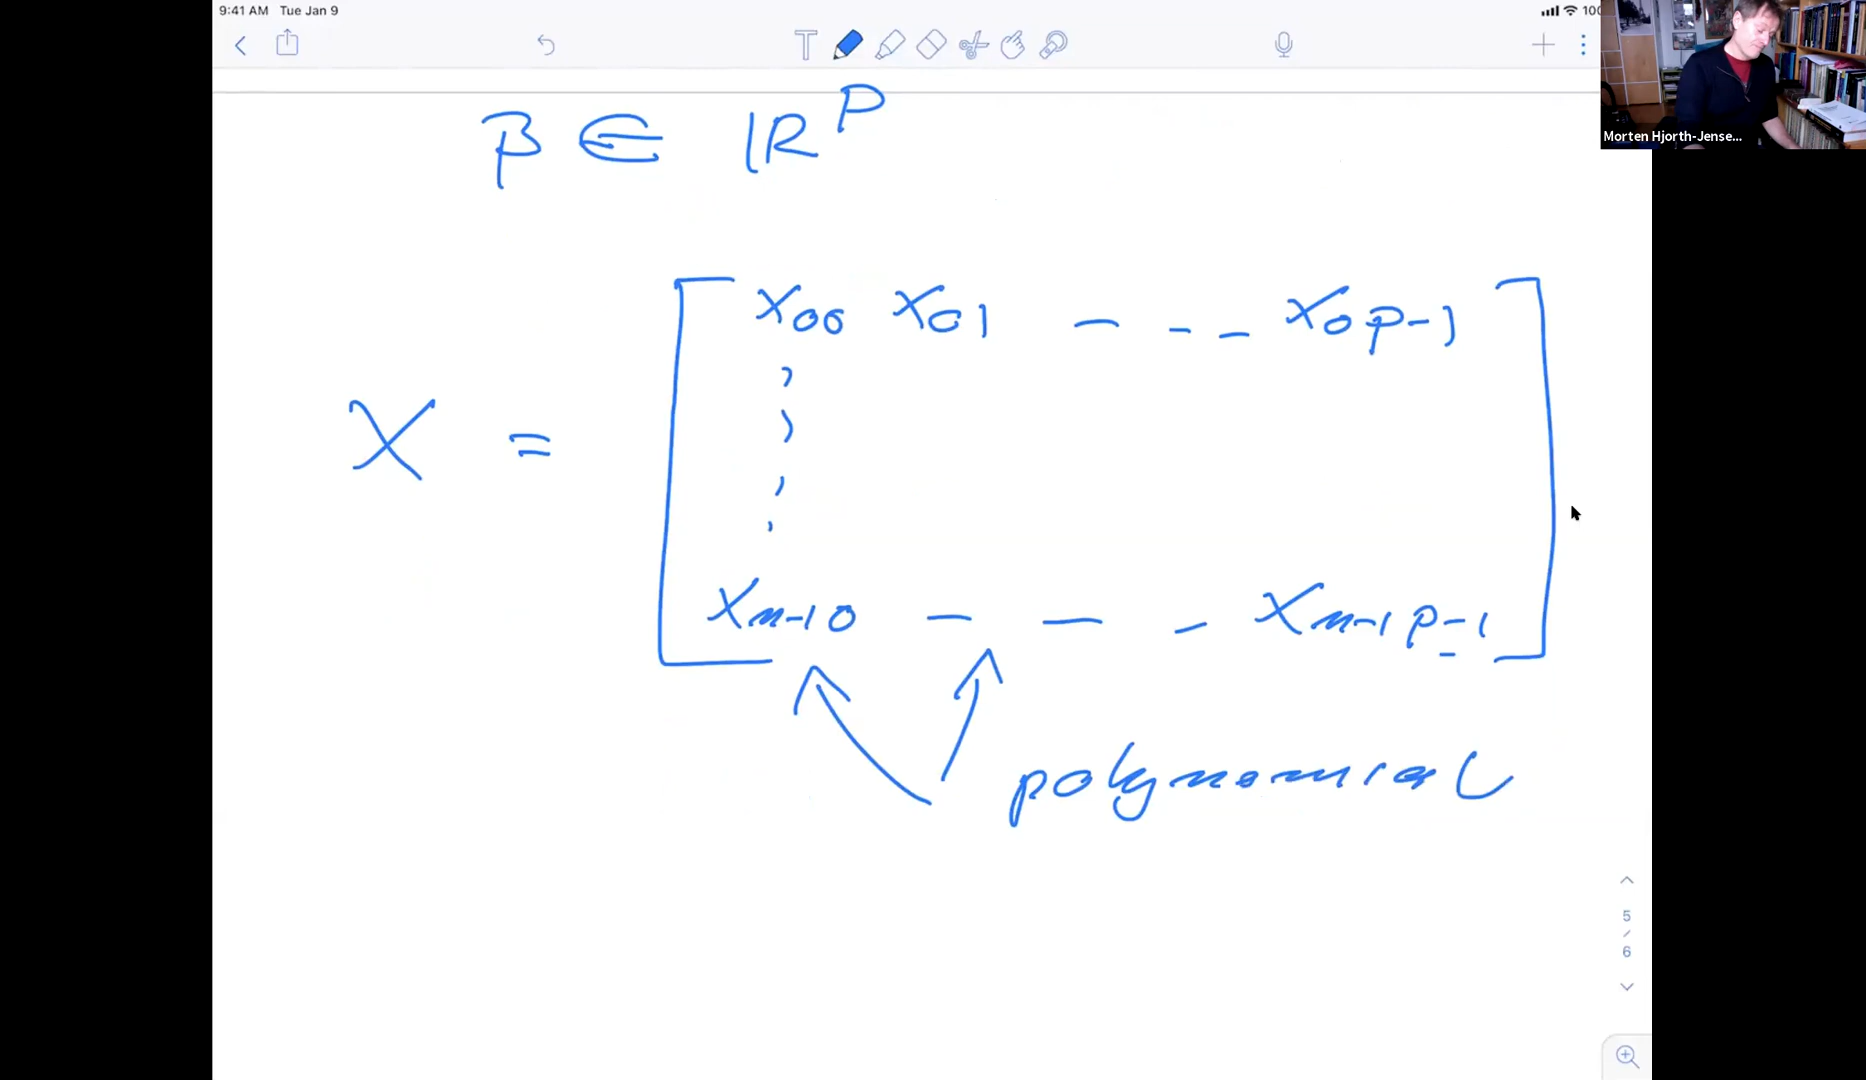 9:41 AM Tue Jan 9
100
T
Morten Hjorth-Jense...
β ∈ ℝ^P
X₀₀ X₀₁ - - - X₀ₚ₋₁
X =
Xₙ₋₁₀ - - - Xₙ₋₁ₚ₋₁
polynomial
5
/
6